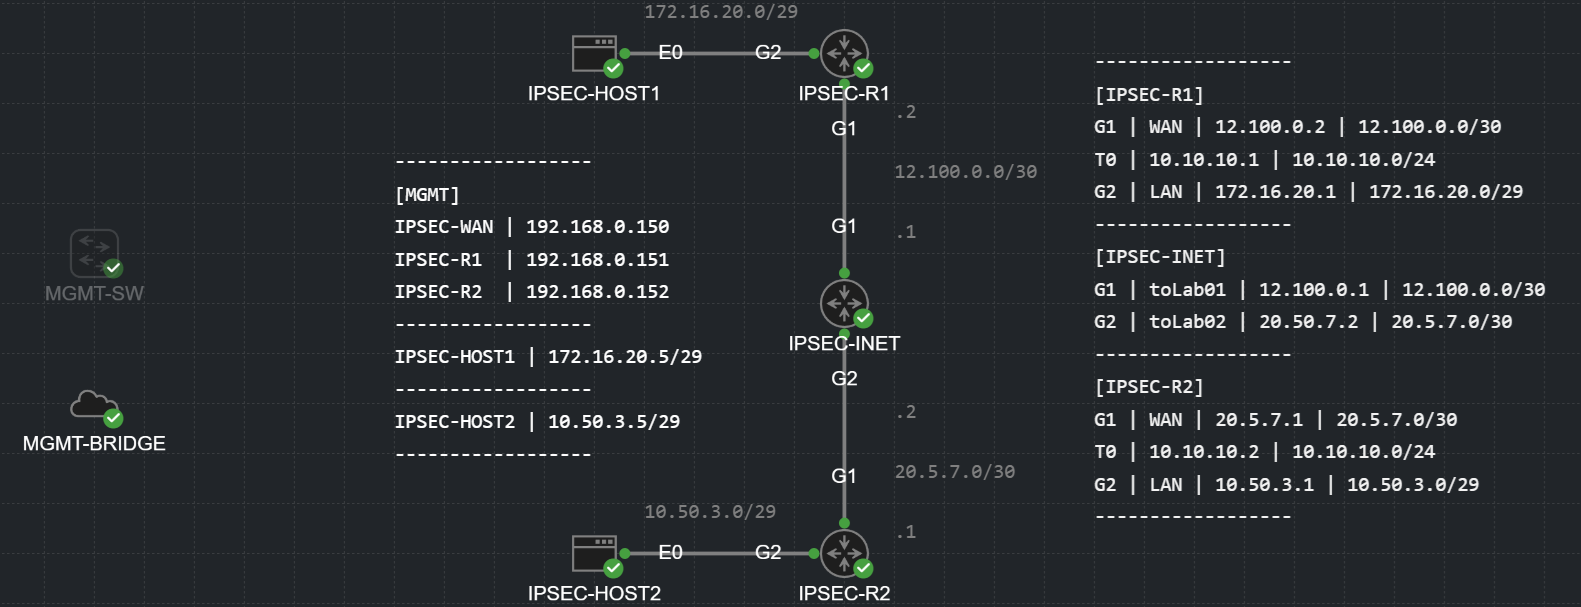 172.16.20.0/29
E0
G2
IPSEC-HOST1
IPSEC-R1
.2
G1
12.100.0.0/30
G1
.1
IPSEC-INET
G2
.2
G1
20.5.7.0/30
10.50.3.0/29
.1
E0
G2
IPSEC-HOST2
IPSEC-R2
MGMT-SW
MGMT-BRIDGE
------------------
[MGMT]
IPSEC-WAN | 192.168.0.150
IPSEC-R1 | 192.168.0.151
IPSEC-R2 | 192.168.0.152
------------------
IPSEC-HOST1 | 172.16.20.5/29
------------------
IPSEC-HOST2 | 10.50.3.5/29
------------------
------------------
[IPSEC-R1]
G1 | WAN | 12.100.0.2 | 12.100.0.0/30
T0 | 10.10.10.1 | 10.10.10.0/24
G2 | LAN | 172.16.20.1 | 172.16.20.0/29
------------------
[IPSEC-INET]
G1 | toLab01 | 12.100.0.1 | 12.100.0.0/30
G2 | toLab02 | 20.50.7.2 | 20.5.7.0/30
------------------
[IPSEC-R2]
G1 | WAN | 20.5.7.1 | 20.5.7.0/30
T0 | 10.10.10.2 | 10.10.10.0/24
G2 | LAN | 10.50.3.1 | 10.50.3.0/29
------------------